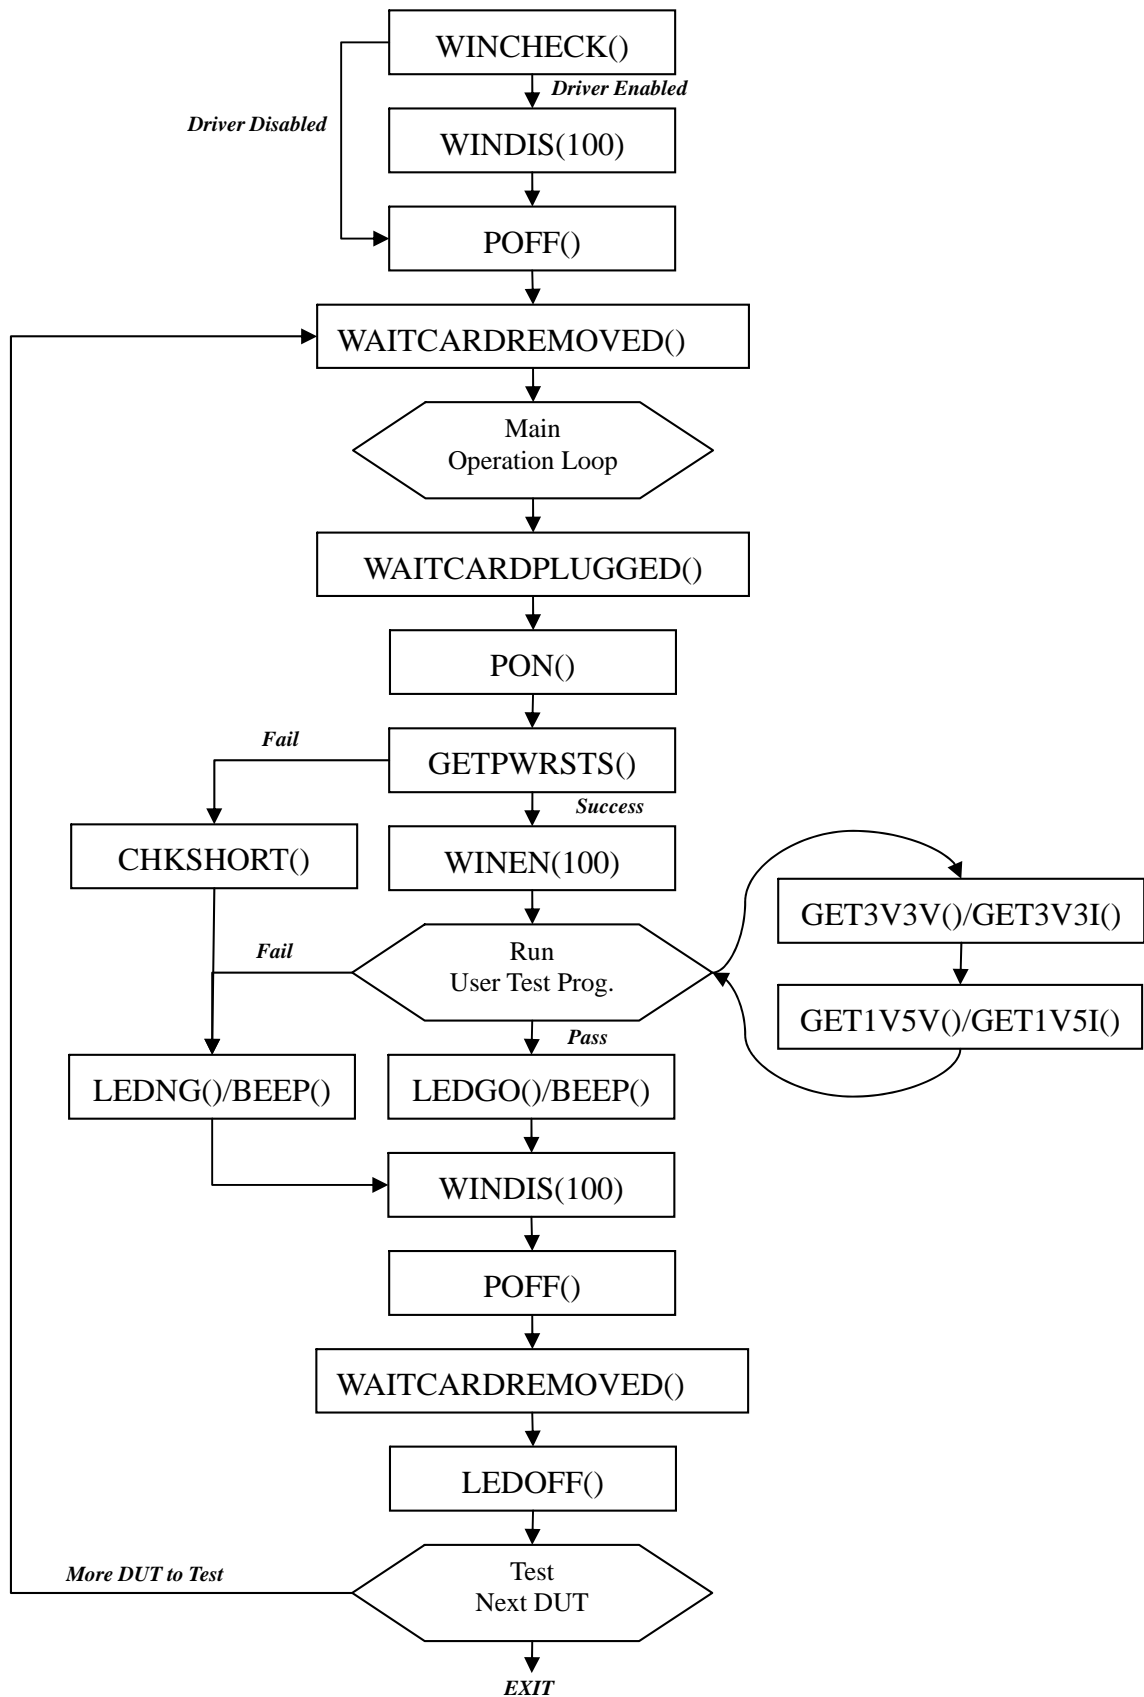 WINCHECK()
Driver Enabled
Driver Disabled
WINDIS(100)
POFF()
WAITCARDREMOVED()
Main
Operation Loop
WAITCARDPLUGGED()
PON()
Fail
GETPWRSTS()
Success
CHKSHORT()
WINEN(100)
GET3V3V()/GET3V3I()
Fail
Run
User Test Prog.
GET1V5V()/GET1V5I()
Pass
LEDNG()/BEEP()
LEDGO()/BEEP()
WINDIS(100)
POFF()
WAITCARDREMOVED()
LEDOFF()
More DUT to Test
Test
Next DUT
EXIT